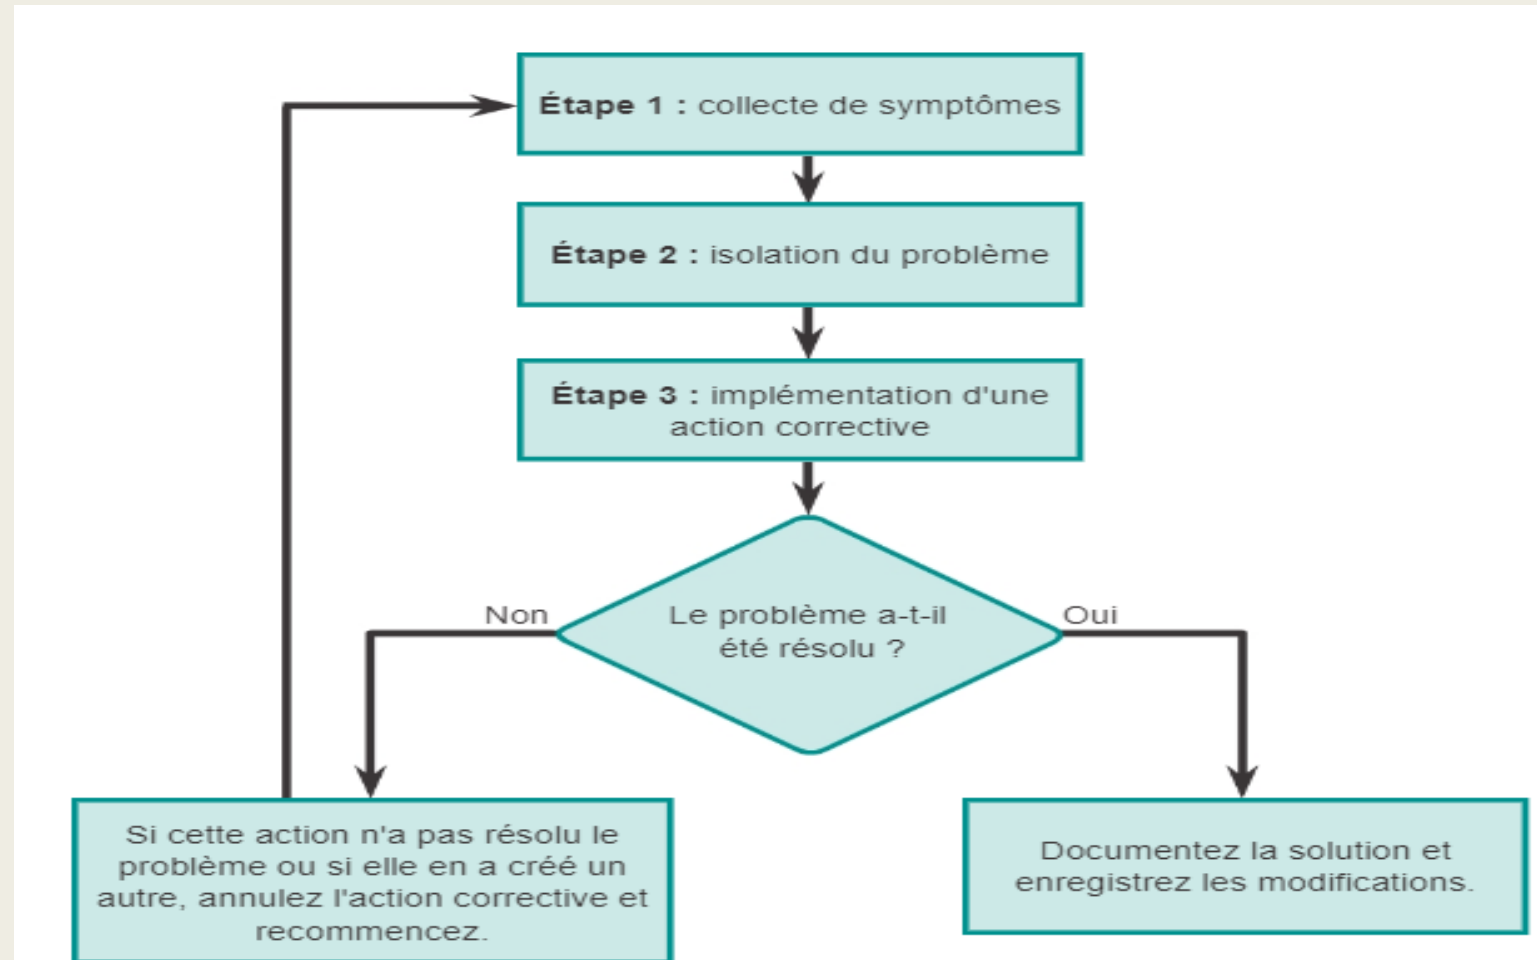 Étape 1 : collecte de symptômes
Étape 2 : isolation du problème
Étape 3 : implémentation d'une
action corrective
Le problème a-t-il
été résolu ?
Non
Oui
Si cette action n'a pas résolu le
problème ou si elle en a créé un
autre, annulez l'action corrective et
recommencez.
Documentez la solution et
enregistrez les modifications.